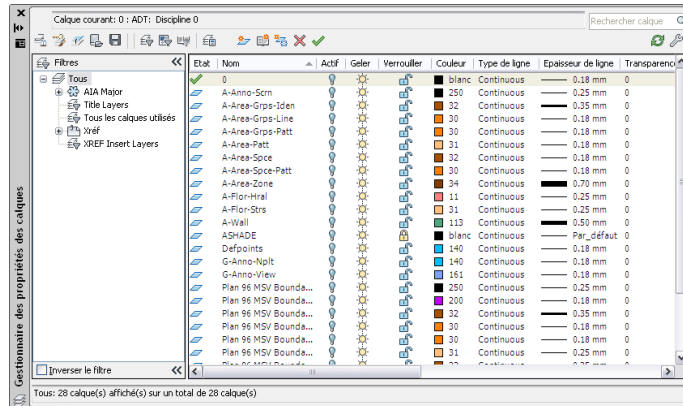 Calque courant: 0 : ADT: Discipline 0
Rechercher calque
Filtres
Tous
AIA Major
Title Layers
Tous les calques utilisés
Xréf
XREF Insert Layers
Inverser le filtre
Etat Nom Actif Geler Verrouiller Couleur Type de ligne Epaisseur de ligne Transparenc
0 blanc Continuous 0.18 mm 0
A-Anno-Scrn 250 Continuous 0.25 mm 0
A-Area-Grps-Iden 32 Continuous 0.35 mm 0
A-Area-Grps-Line 30 Continuous 0.18 mm 0
A-Area-Grps-Patt 30 Continuous 0.18 mm 0
A-Area-Patt 31 Continuous 0.25 mm 0
A-Area-Spce 32 Continuous 0.18 mm 0
A-Area-Spce-Patt 30 Continuous 0.18 mm 0
A-Area-Zone 34 Continuous 0.70 mm 0
A-Flor-Hral 11 Continuous 0.25 mm 0
A-Flor-Strs 31 Continuous 0.25 mm 0
A-Wall 113 Continuous 0.50 mm 0
ASHADE blanc Continuous Par_défaut 0
Defpoints 140 Continuous 0.18 mm 0
G-Anno-Nplt 140 Continuous 0.18 mm 0
G-Anno-View 161 Continuous 0.18 mm 0
Plan 96 MSV Bounda... 250 Continuous 0.25 mm 0
Plan 96 MSV Bounda... 200 Continuous 0.18 mm 0
Plan 96 MSV Bounda... 32 Continuous 0.35 mm 0
Plan 96 MSV Bounda... 30 Continuous 0.18 mm 0
Plan 96 MSV Bounda... 30 Continuous 0.18 mm 0
Plan 96 MSV Bounda... 31 Continuous 0.25 mm 0
Tous: 28 calque(s) affiché(s) sur un total de 28 calque(s)
Gestionnaire des propriétés des calques